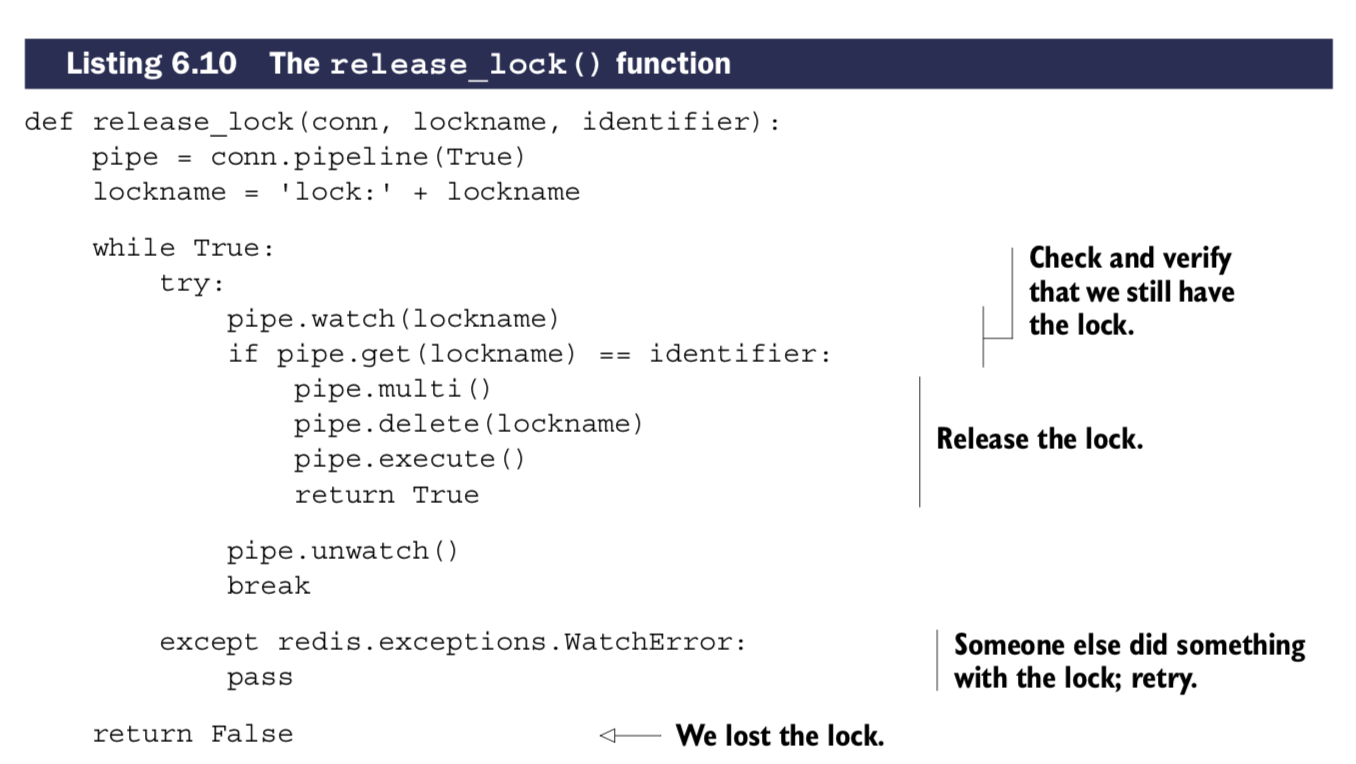 Listing 6.10 The release_lock() function
def release_lock(conn, lockname, identifier):
    pipe = conn.pipeline(True)
    lockname = 'lock:' + lockname
    while True:
        try:
            pipe.watch(lockname)
            if pipe.get(lockname) == identifier:
                pipe.multi()
                pipe.delete(lockname)
                pipe.execute()
                return True
            pipe.unwatch()
            break
        except redis.exceptions.WatchError:
            pass
    return False
Check and verify
that we still have
the lock.
Release the lock.
Someone else did something
with the lock; retry.
We lost the lock.